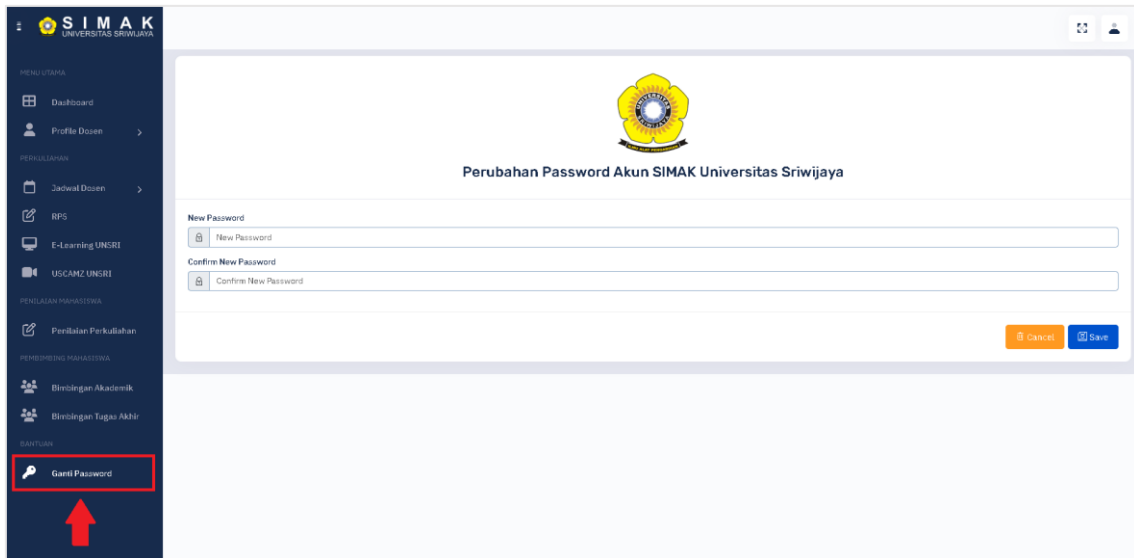 SIMAK
UNIVERSITAS SRIWIJAYA
MENU UTAMA
Dashboard
Profile Dosen
PERKULIAHAN
Jadwal Dosen
RPS
E-Learning UNSRI
USCAMZ UNSRI
PENILAIAN MAHASISWA
Penilaian Perkuliahan
PEMBIMBING MAHASISWA
Bimbingan Akademik
Bimbingan Tugas Akhir
BANTUAN
Ganti Password
UNIVERSITAS
SRIWIJAYA
Perubahan Password Akun SIMAK Universitas Sriwijaya
New Password
New Password
Confirm New Password
Confirm New Password
Cancel
Save